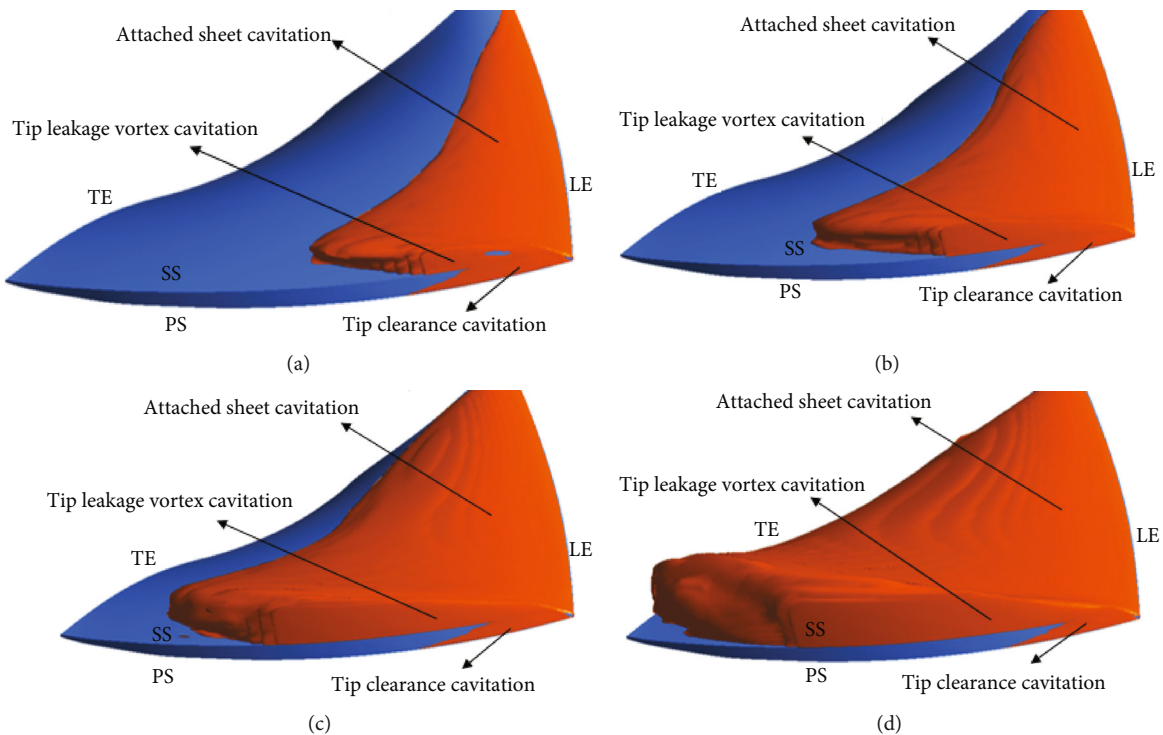 Attached sheet cavitation
Tip leakage vortex cavitation
TE
LE
SS
PS
Tip clearance cavitation
(a)
Attached sheet cavitation
Tip leakage vortex cavitation
TE
LE
SS
PS
Tip clearance cavitation
(b)
Attached sheet cavitation
Tip leakage vortex cavitation
TE
LE
SS
PS
Tip clearance cavitation
(c)
Attached sheet cavitation
Tip leakage vortex cavitation
TE
LE
SS
PS
Tip clearance cavitation
(d)